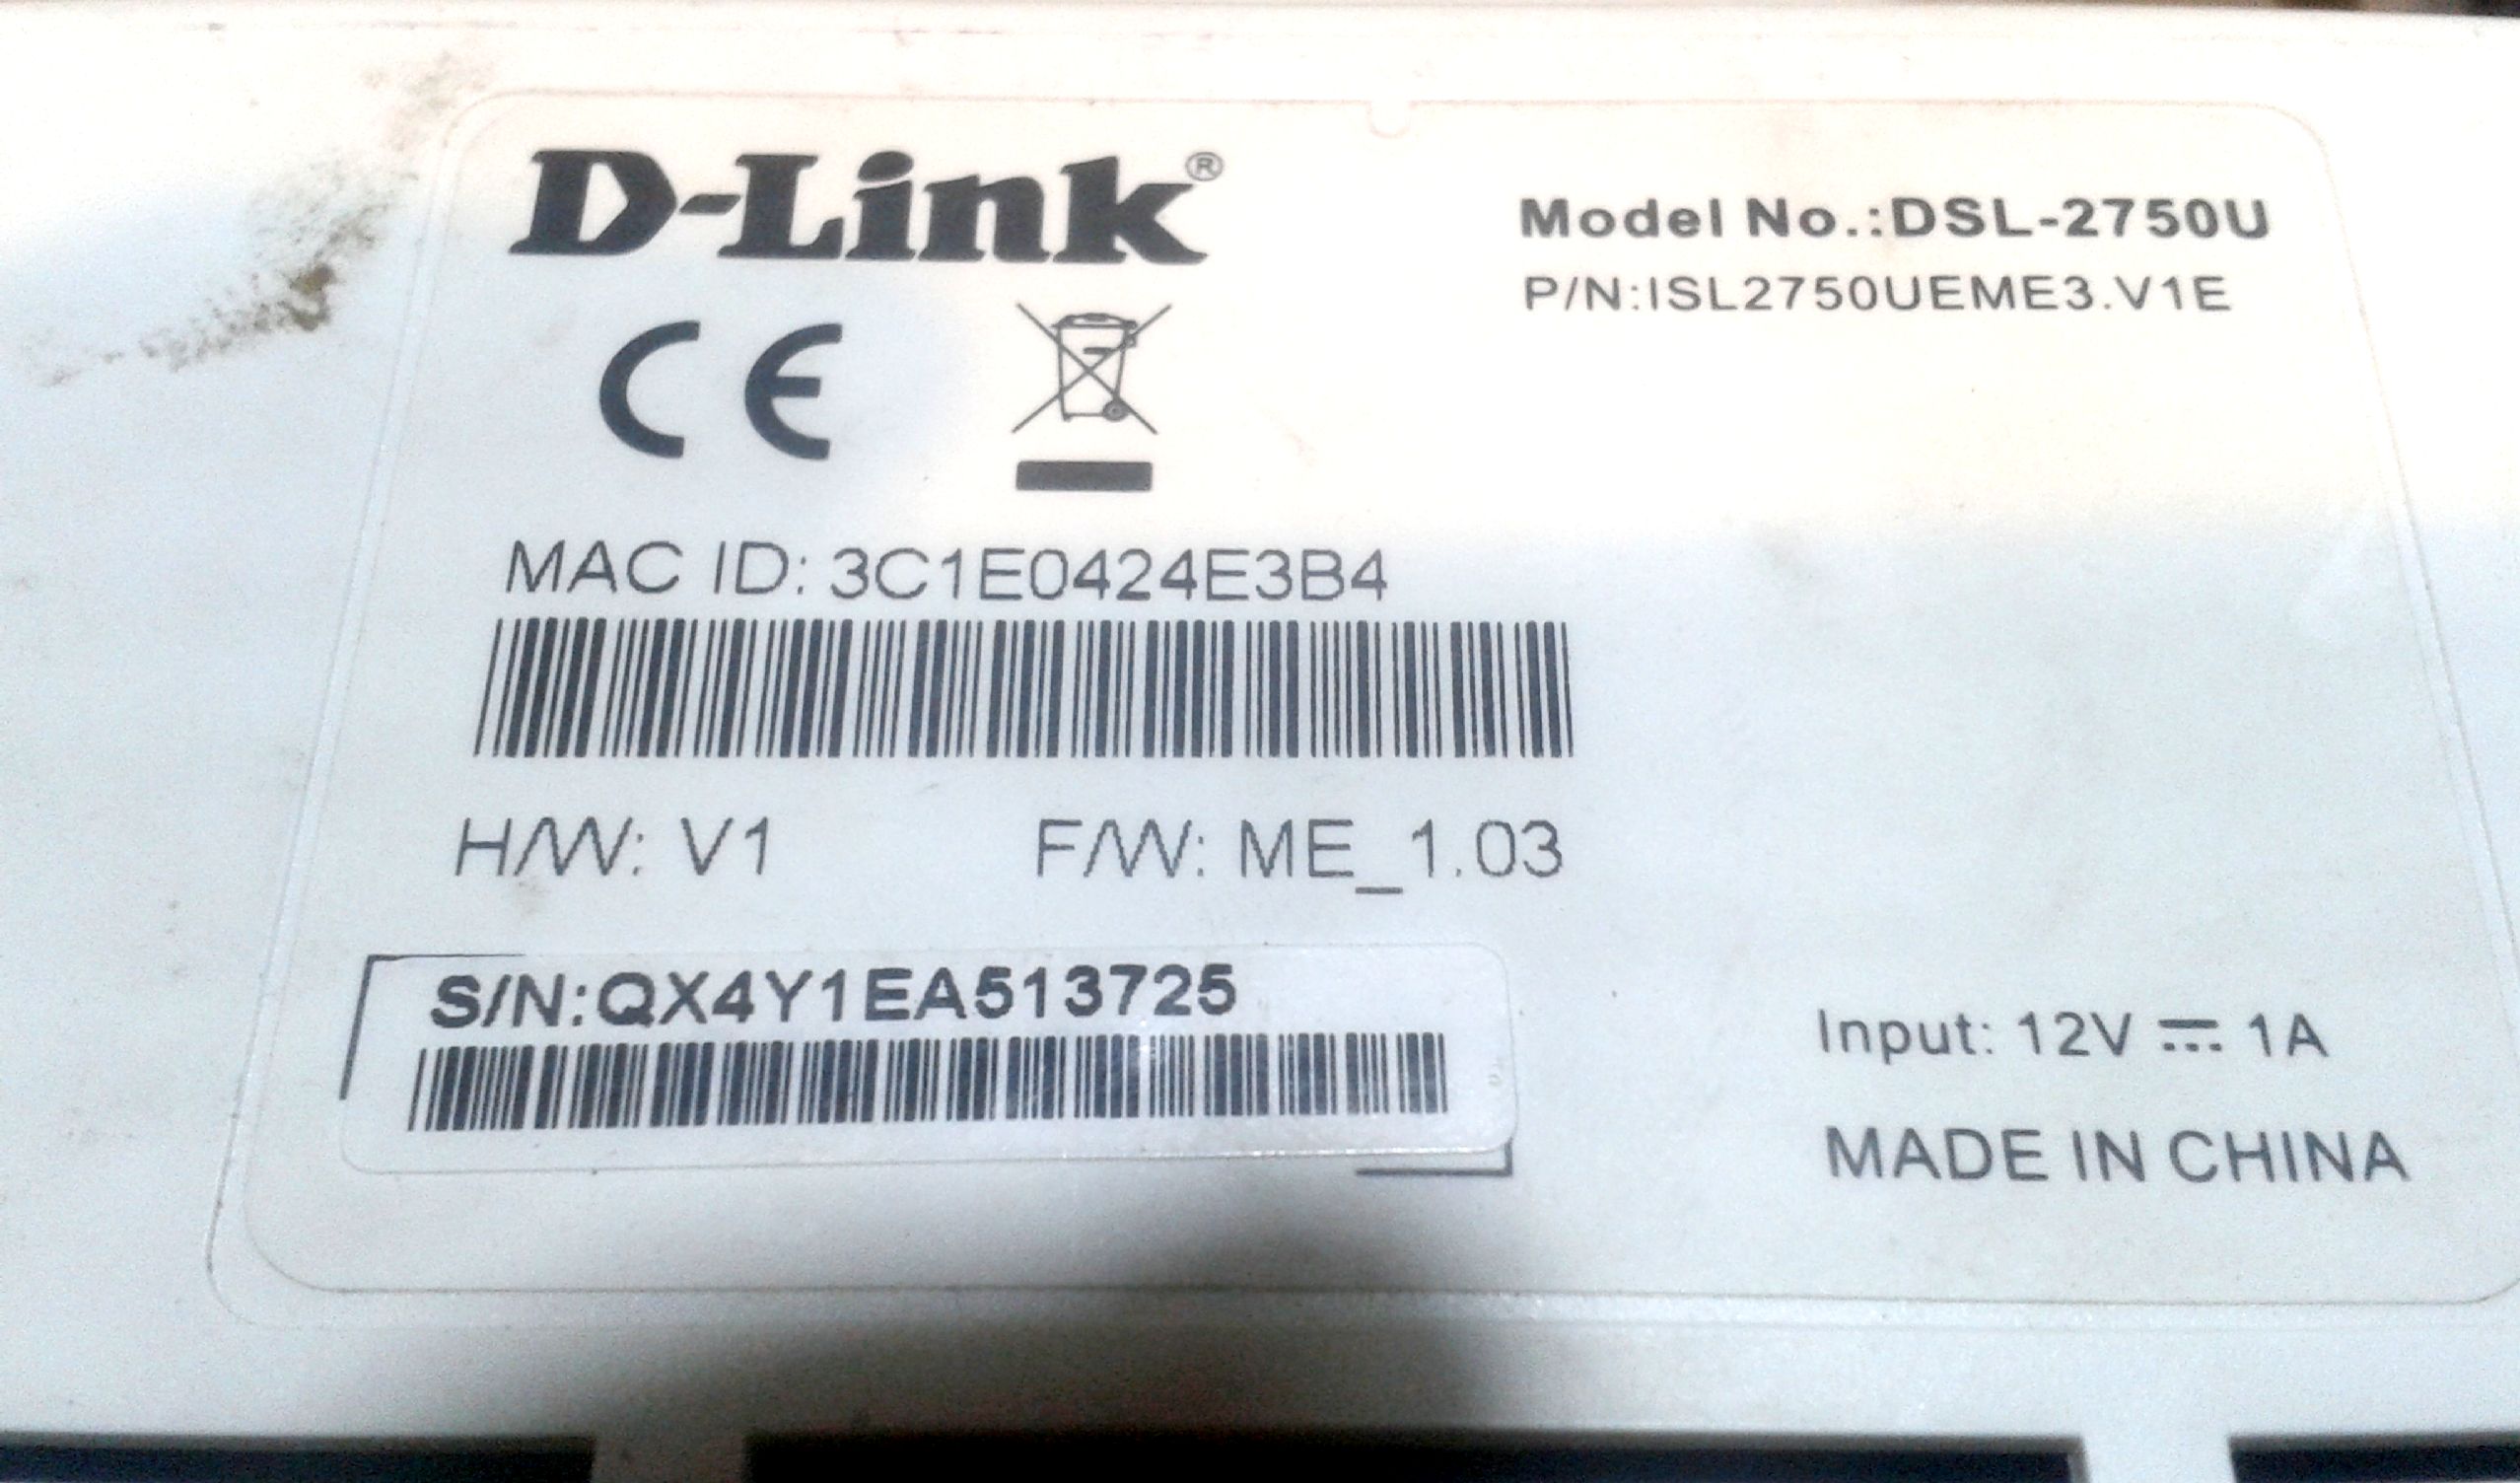 D-Link®
Model No.:DSL-2750U
P/N:ISL2750UEME3.V1E
CE
MAC ID: 3C1E0424E3B4
H/W: V1 F/W: ME_1.03
S/N:QX4Y1EA513725
Input: 12V ⎓ 1A
MADE IN CHINA